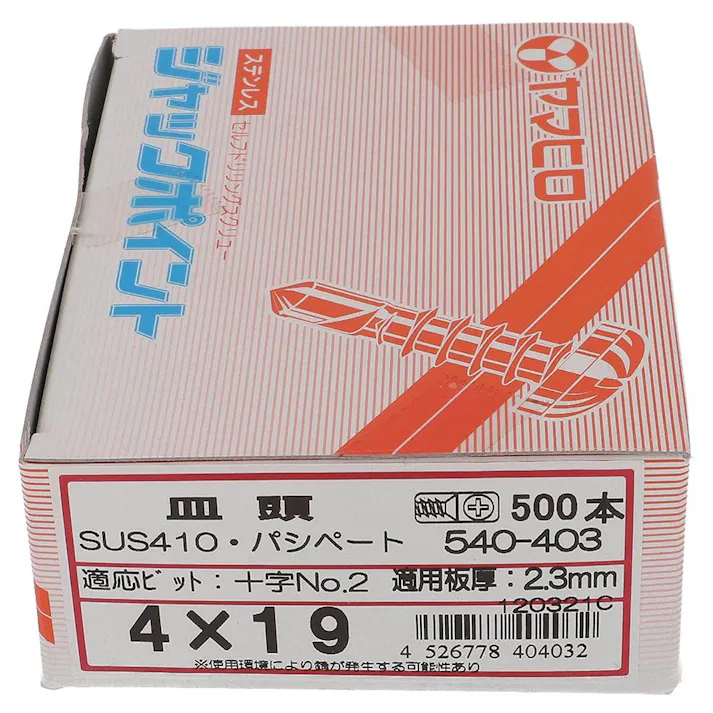 ステンレス
セルフドリリングスクリュー
ジャックポイント
ヤマヒロ
皿頭
500本
SUS410・パシペート
540-403
適応ビット：十字No.2
適用板厚：2.3mm
120321C
4×19
4 526778 404032
※使用環境により錆が発生する可能性あり